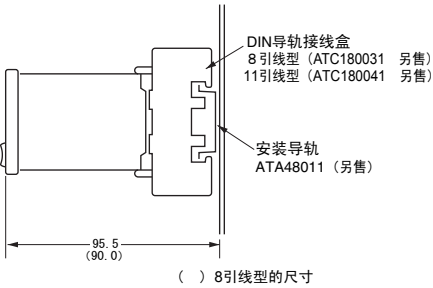 DIN导轨接线盒
8引线型（ATC180031 另售）
11引线型（ATC180041 另售）
安装导轨
ATA48011（另售）
95.5
(90.0)
（ ）8引线型的尺寸